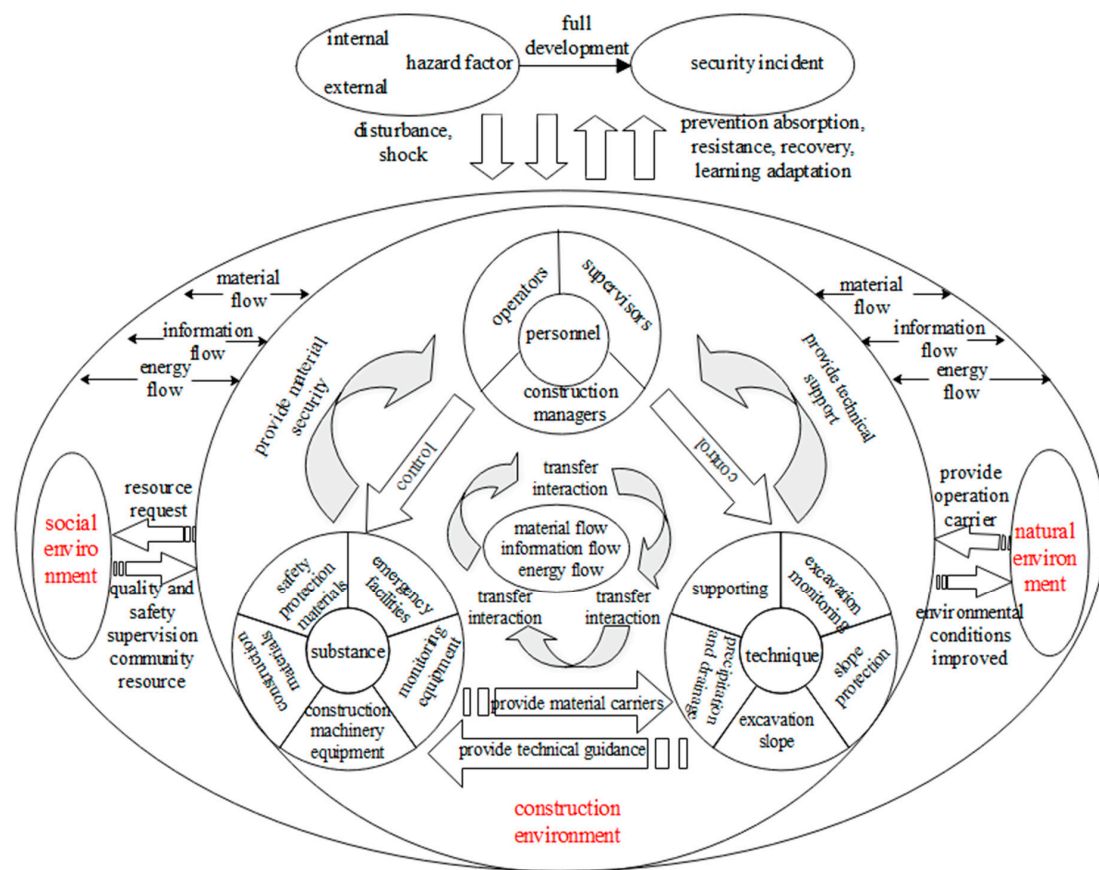 internal
hazard factor
external
full
development
security incident
disturbance,
shock
prevention absorption,
resistance, recovery,
learning adaptation
material
flow
information
flow
energy
flow
material
flow
information
flow
energy
flow
operators
supervisors
personnel
construction
managers
provide material
security
provide technical
support
control
control
transfer
interaction
material flow
information flow
energy flow
transfer
interaction
transfer
interaction
resource
request
social
enviro
nment
quality and
safety
supervision
community
resource
provide
operation
carrier
natural
environ
ment
environmental
conditions
improved
safety
protection
materials
emergency
facilities
substance
construction
materials
monitoring
equipment
construction
machinery
equipment
supporting
excavation
monitoring
technique
precipitation
and drainage
slope
protection
excavation
slope
provide material carriers
provide technical guidance
construction
environment